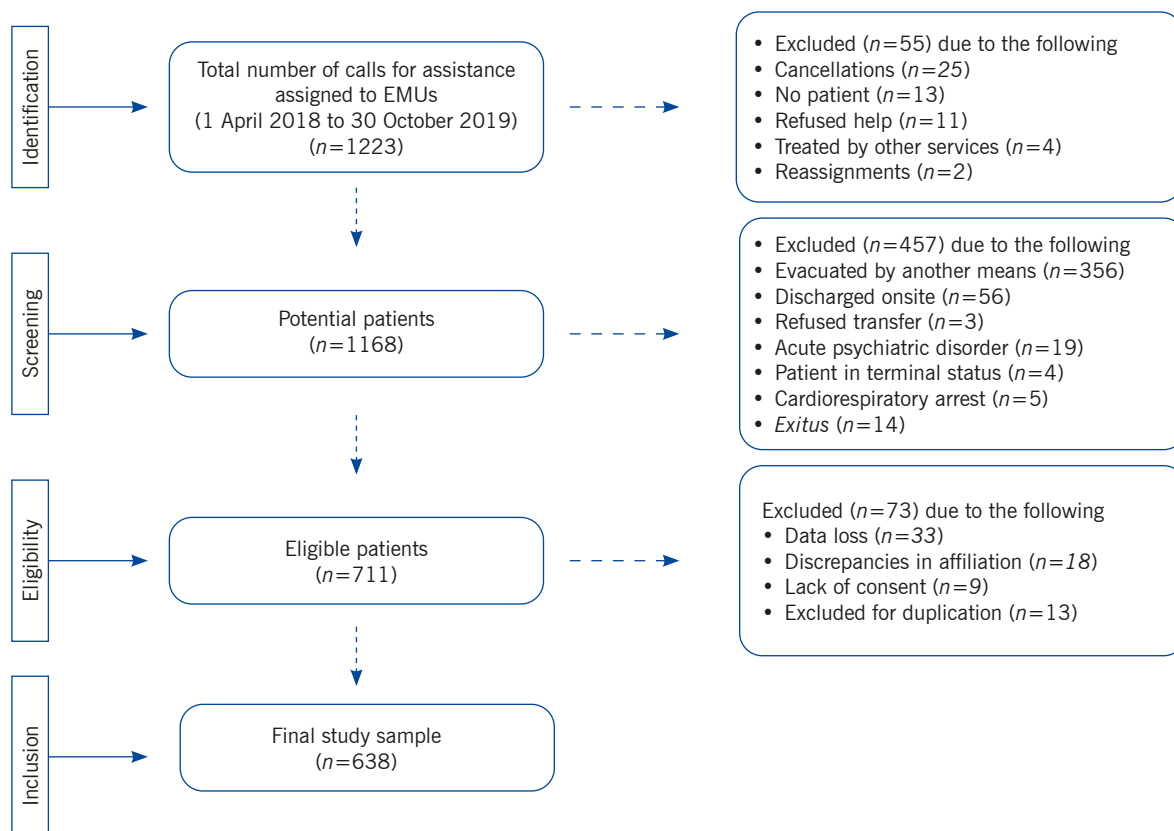 Identification
Total number of calls for assistance
assigned to EMUs
(1 April 2018 to 30 October 2019)
(n=1223)
• Excluded (n=55) due to the following
• Cancellations (n=25)
• No patient (n=13)
• Refused help (n=11)
• Treated by other services (n=4)
• Reassignments (n=2)
Screening
Potential patients
(n=1168)
• Excluded (n=457) due to the following
• Evacuated by another means (n=356)
• Discharged onsite (n=56)
• Refused transfer (n=3)
• Acute psychiatric disorder (n=19)
• Patient in terminal status (n=4)
• Cardiorespiratory arrest (n=5)
• Exitus (n=14)
Eligibility
Eligible patients
(n=711)
Excluded (n=73) due to the following
• Data loss (n=33)
• Discrepancies in affiliation (n=18)
• Lack of consent (n=9)
• Excluded for duplication (n=13)
Inclusion
Final study sample
(n=638)